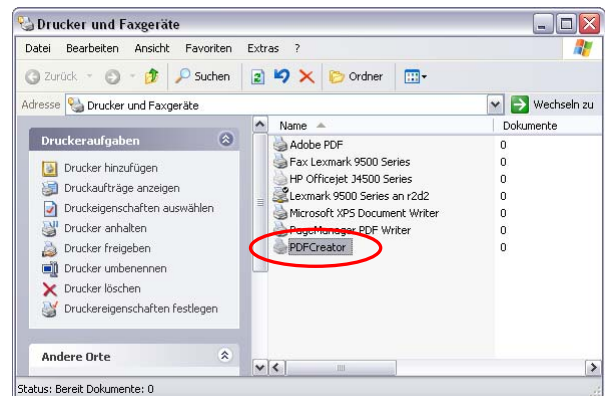 Drucker und Faxgeräte
Datei Bearbeiten Ansicht Favoriten Extras ?
Zurück Suchen Ordner
Adresse Drucker und Faxgeräte Wechseln zu
Druckeraufgaben
Drucker hinzufügen
Druckaufträge anzeigen
Druckeigenschaften auswählen
Drucker anhalten
Drucker freigeben
Drucker umbenennen
Drucker löschen
Druckereigenschaften festlegen
Andere Orte
Name Dokumente
Adobe PDF 0
Fax Lexmark 9500 Series 0
HP Officejet J4500 Series 0
Lexmark 9500 Series an r2d2 0
Microsoft XPS Document Writer 0
PageManager PDF Writer 0
PDFCreator 0
Status: Bereit Dokumente: 0